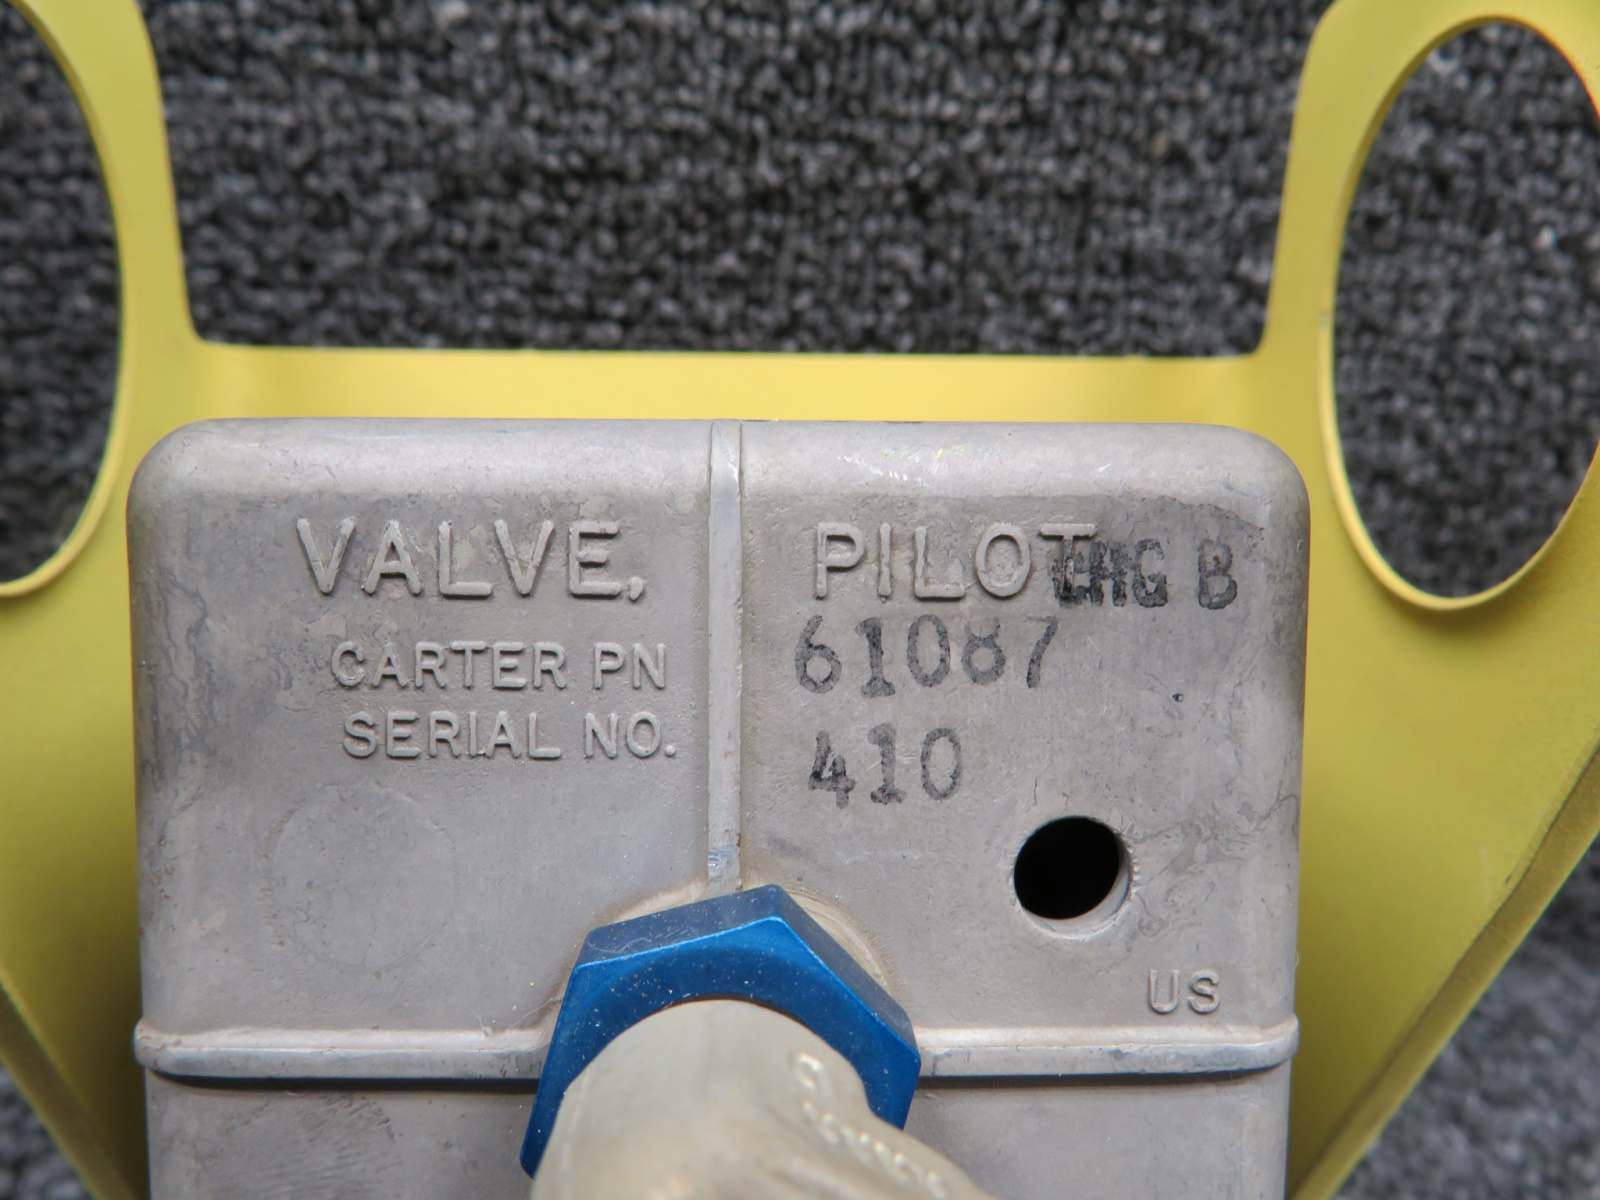 VALVE, PILOT CHG B
CARTER PN 61087
SERIAL NO. 410
US